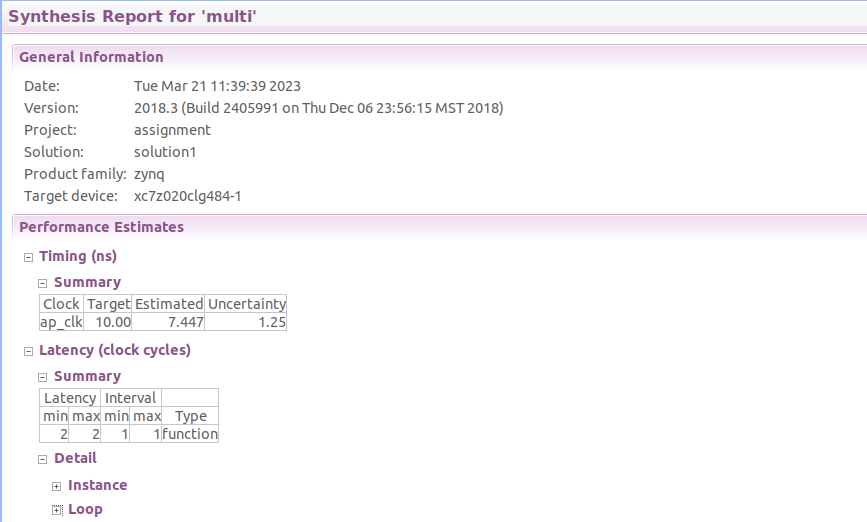 Synthesis Report for 'multi'
General Information
Date: Tue Mar 21 11:39:39 2023
Version: 2018.3 (Build 2405991 on Thu Dec 06 23:56:15 MST 2018)
Project: assignment
Solution: solution1
Product family: zynq
Target device: xc7z020clg484-1
Performance Estimates
Timing (ns)
Summary
Clock Target Estimated Uncertainty
ap_clk 10.00 7.447 1.25
Latency (clock cycles)
Summary
Latency Interval
min max min max Type
2 2 1 1 function
Detail
Instance
Loop